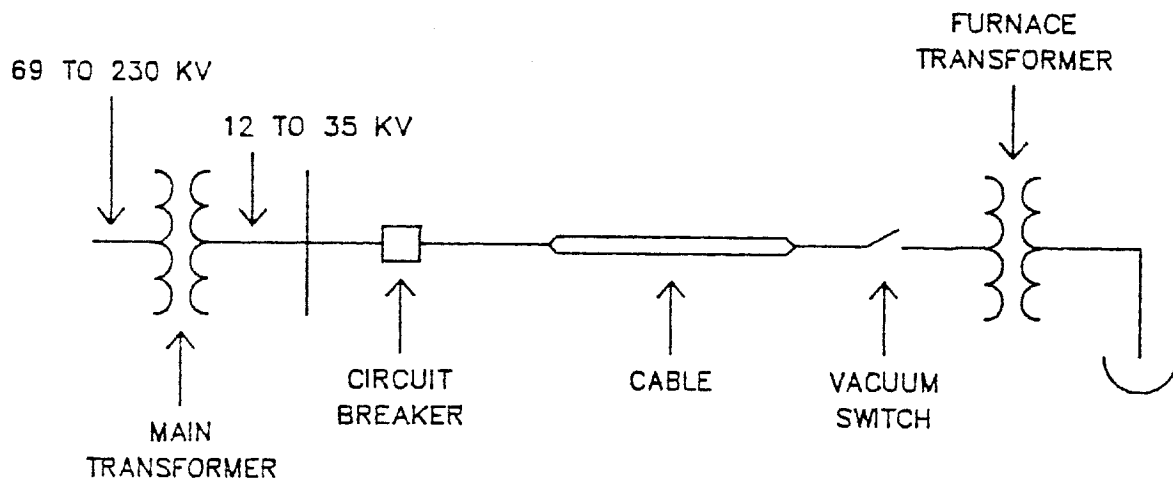 FURNACE
TRANSFORMER
69 TO 230 KV
12 TO 35 KV
CIRCUIT
BREAKER
CABLE
VACUUM
SWITCH
MAIN
TRANSFORMER